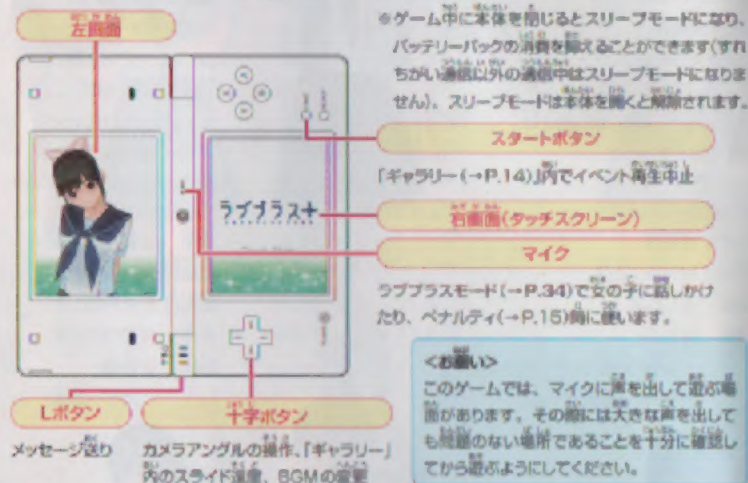 左画面
※ゲーム中に本体を閉じるとスリープモードになり、
バッテリーパックの消費を抑えることができます(すれ
ちがい通信以外の通信中はスリープモードになりま
せん)。スリープモードは本体を開くと解除されます。
スタートボタン
「ギャラリー(→P.14)」内でイベント再生中止
ラブプラス+
右画面(タッチスクリーン)
マイク
ラブプラスモード(→P.34)で女の子に話しかけ
たり、ペナルティ(→P.15)時に使います。
Lボタン
メッセージ送り
十字ボタン
カメラアングルの操作、「ギャラリー」
内のスライド速度、BGMの変更
<お願い>
このゲームでは、マイクに声を出して遊ぶ場
面があります。その際には大きな声を出して
も問題のない場所であることを十分に確認し
てから遊ぶようにしてください。